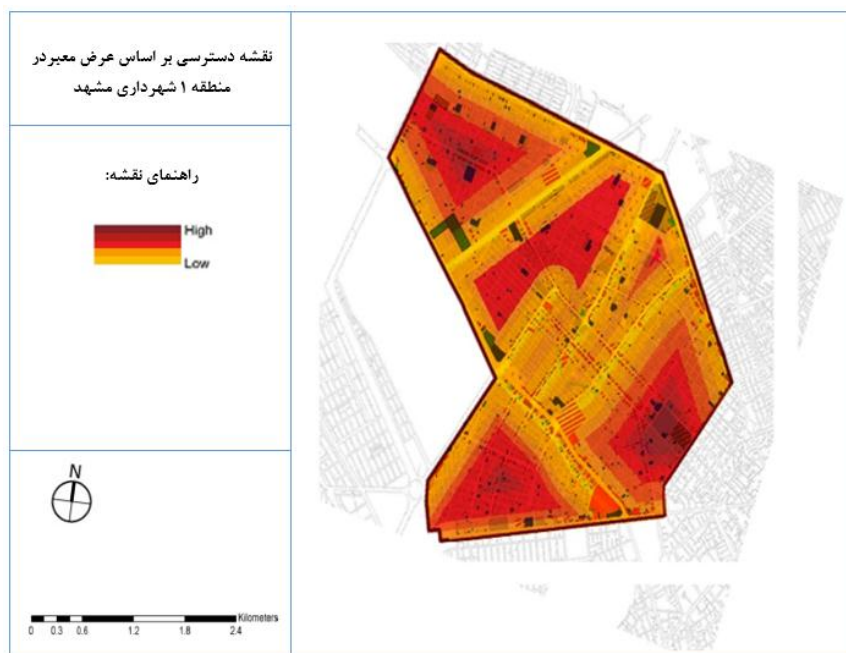 نقشه دسترسی بر اساس عرض معبردر
منطقه ۱ شهرداری مشهد
راهنمای نقشه:
High
Low
N
Kilometers
0 0.3 0.6 1.2 1.8 2.4